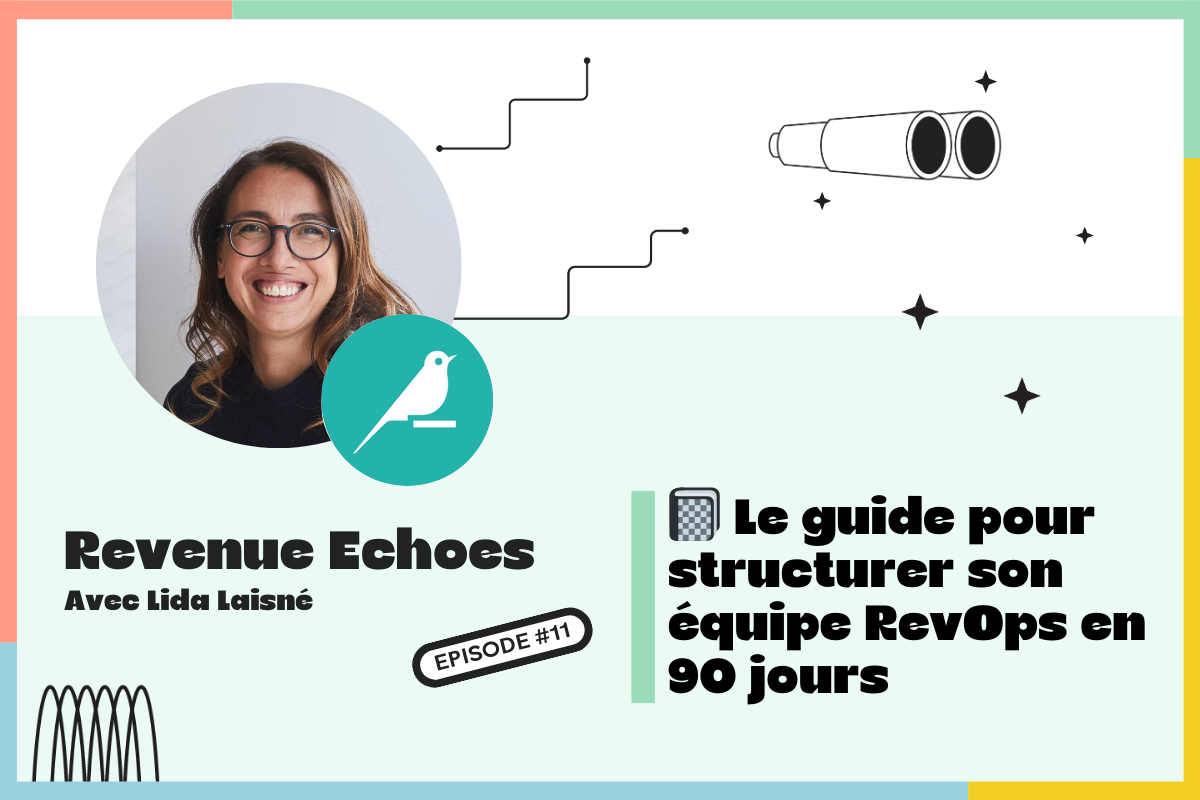 Revenue Echoes
Avec Lida Laisné
EPISODE #11
Le guide pour
structurer son
équipe RevOps en
90 jours